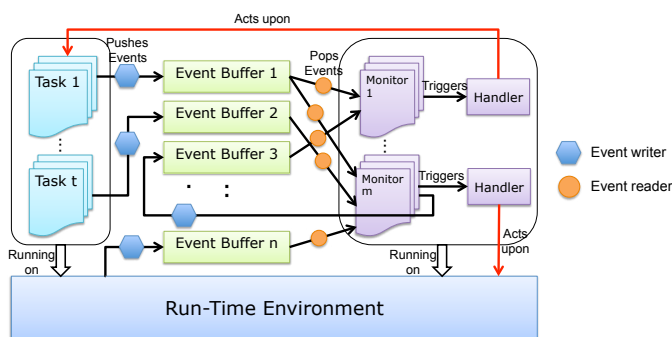 Acts upon
Pushes
Events
Pops
Events
Task 1
Event Buffer 1
Monitor
1
Triggers
Handler
Event Buffer 2
Event Buffer 3
Event writer
Task t
Monitor
m
Triggers
Handler
Event reader
Event Buffer n
Running
on
Running
on
Acts
upon
Run-Time Environment